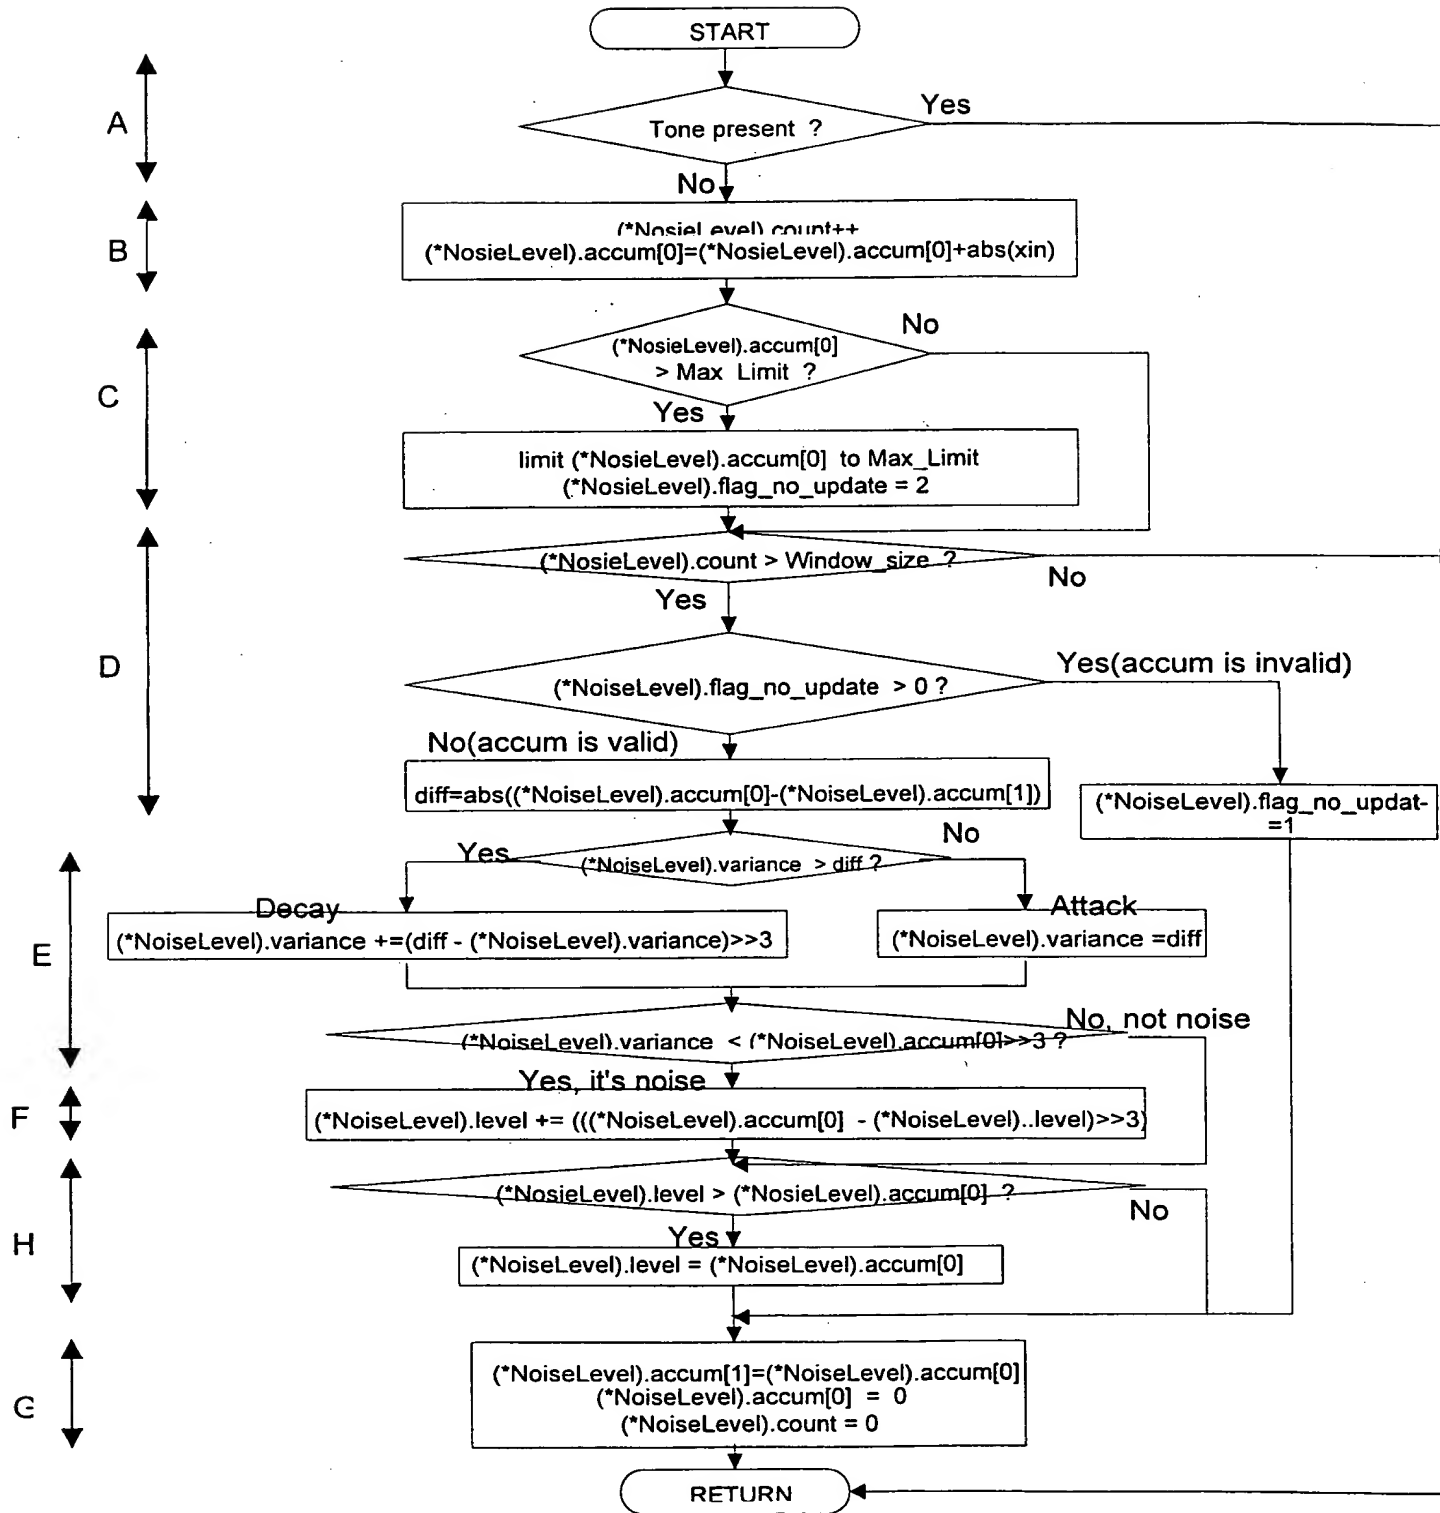 START
A
Tone present ?
Yes
No
B
(*NosieLevel).count++
(*NosieLevel).accum[0]=(*NosieLevel).accum[0]+abs(xin)
C
(*NosieLevel).accum[0]
> Max Limit ?
No
Yes
limit (*NosieLevel).accum[0] to Max_Limit
(*NosieLevel).flag_no_update = 2
D
(*NosieLevel).count > Window_size ?
No
Yes
(*NoiseLevel).flag_no_update > 0 ?
Yes(accum is invalid)
No(accum is valid)
diff=abs((*NoiseLevel).accum[0]-(*NoiseLevel).accum[1])
(*NoiseLevel).flag_no_updat-
=1
E
(*NoiseLevel).variance > diff ?
Yes
No
Decay
(*NoiseLevel).variance +=(diff - (*NoiseLevel).variance)>>3
Attack
(*NoiseLevel).variance =diff
(*NoiseLevel).variance < (*NoiseLevel).accum[0]>>3 ?
No, not noise
Yes, it's noise
F
(*NoiseLevel).level += (((*NoiseLevel).accum[0] - (*NoiseLevel)..level)>>3)
H
(*NosieLevel).level > (*NosieLevel).accum[0] ?
No
Yes
(*NoiseLevel).level = (*NoiseLevel).accum[0]
G
(*NoiseLevel).accum[1]=(*NoiseLevel).accum[0]
(*NoiseLevel).accum[0] = 0
(*NoiseLevel).count = 0
RETURN